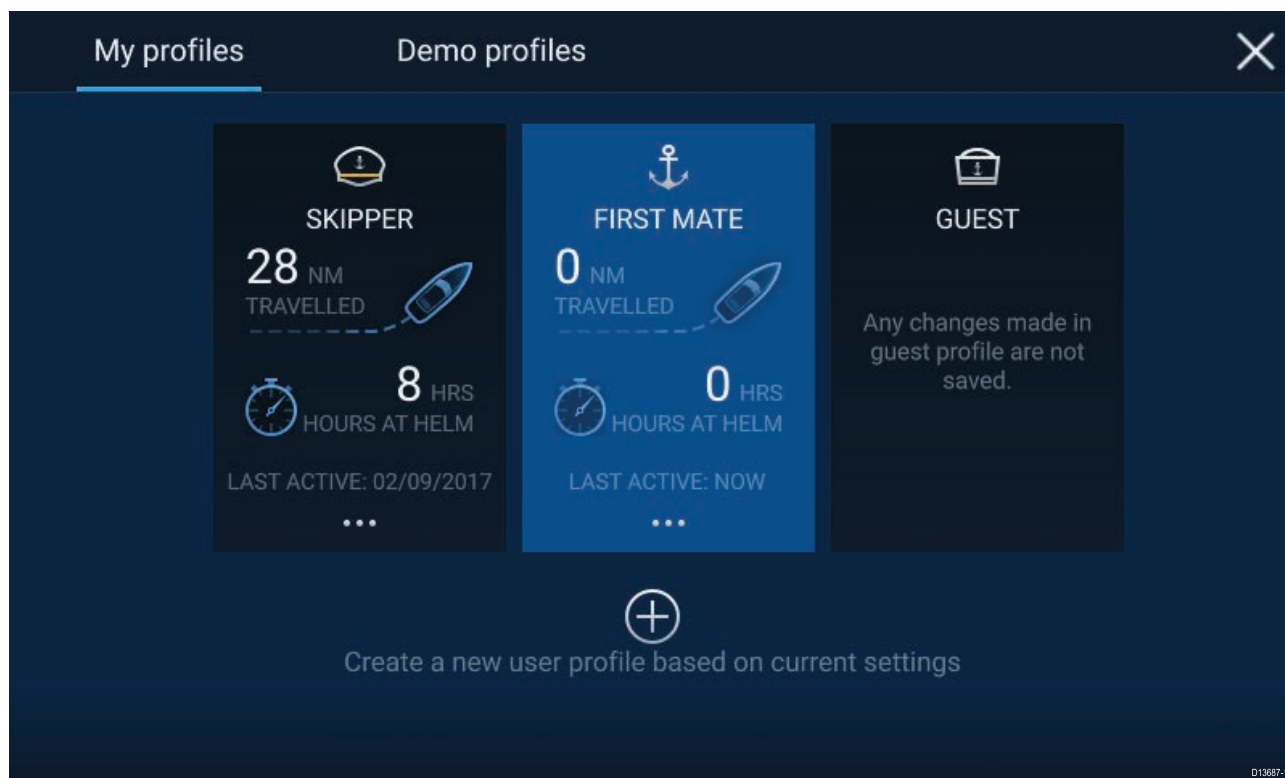 My profiles
Demo profiles
SKIPPER
28 NM
TRAVELLED
8 HRS
HOURS AT HELM
LAST ACTIVE: 02/09/2017
FIRST MATE
0 NM
TRAVELLED
0 HRS
HOURS AT HELM
LAST ACTIVE: NOW
GUEST
Any changes made in
guest profile are not
saved.
Create a new user profile based on current settings